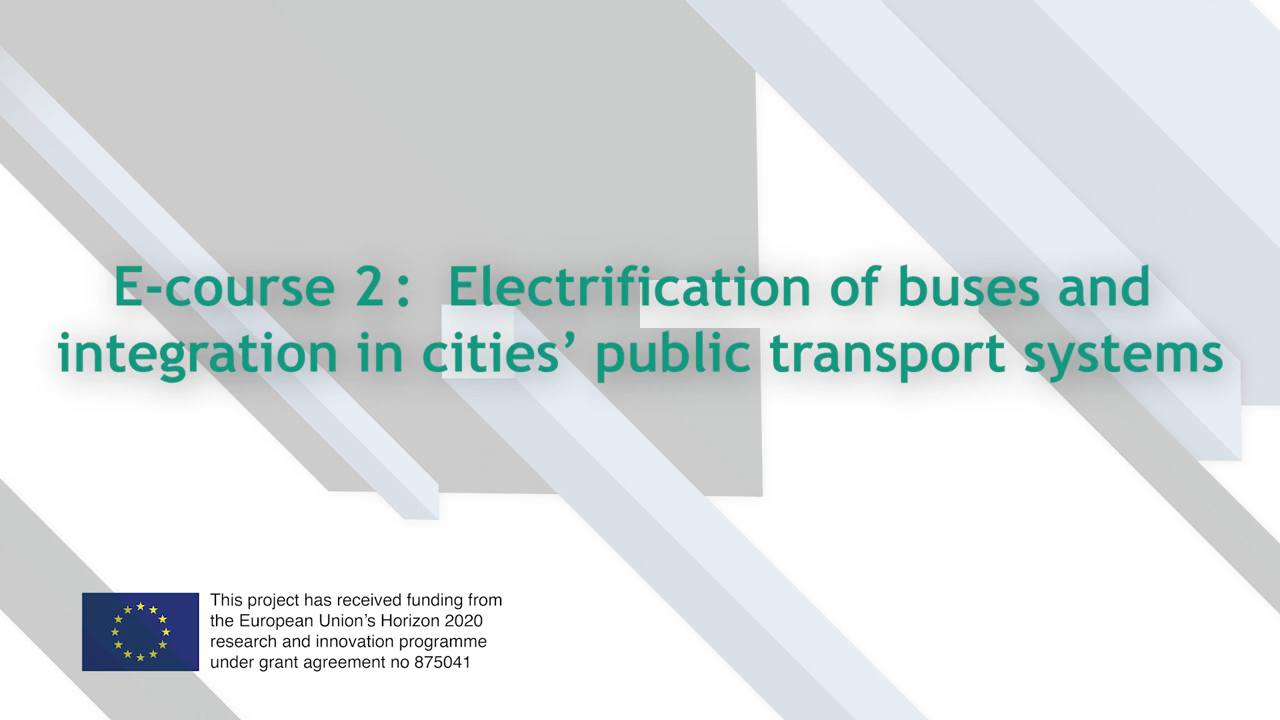 E-course 2 :  Electrification of buses and
integration in cities’ public transport systems
This project has received funding from
the European Union’s Horizon 2020
research and innovation programme
under grant agreement no 875041